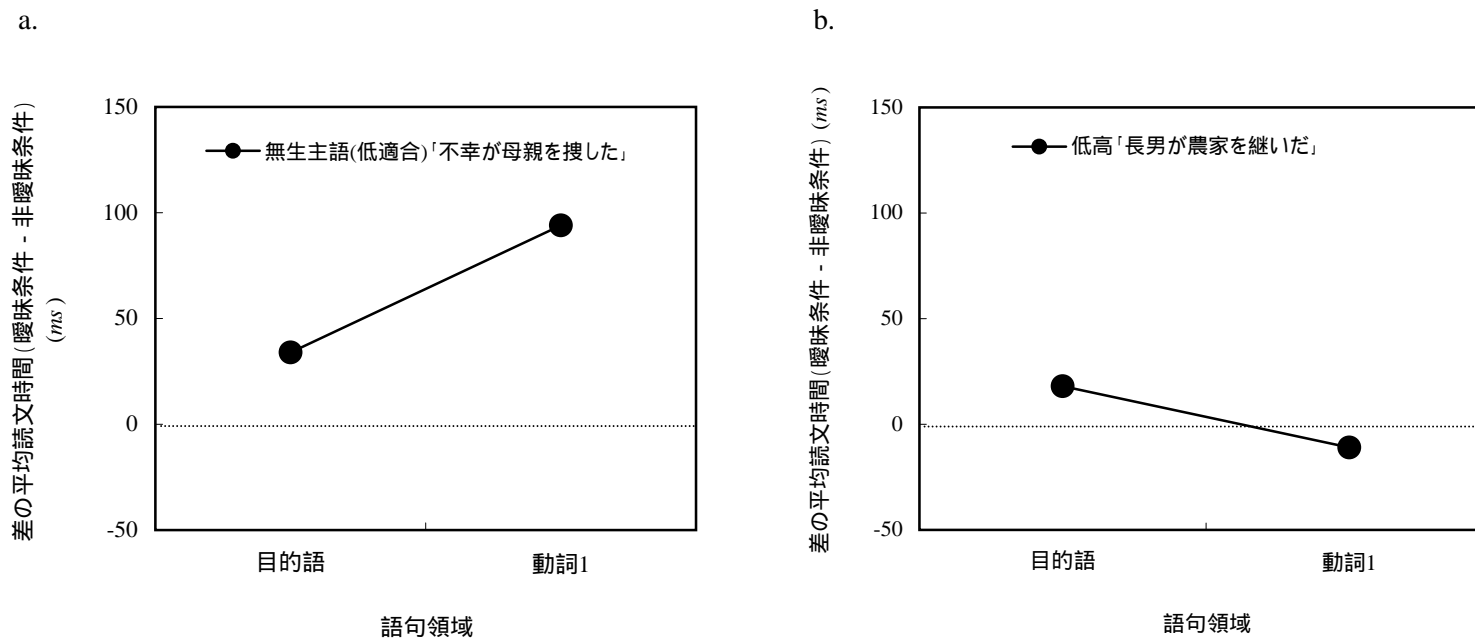 a.
差の平均読文時間(曖昧条件 - 非曖昧条件)
(ms)
150
100
50
0
-50
無生主語(低適合)「不幸が母親を捜した」
目的語
動詞1
語句領域
b.
差の平均読文時間(曖昧条件 - 非曖昧条件) (ms)
150
100
50
0
-50
低高「長男が農家を継いだ」
目的語
動詞1
語句領域